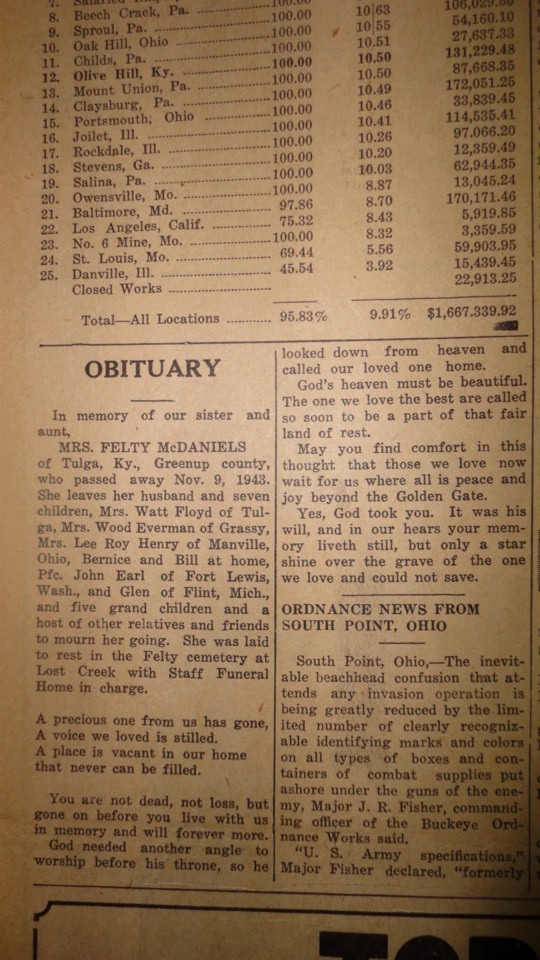 7. Salaried
8. Beech Crack, Pa. 100.00
9. Sproul, Pa. 100.00 10|63
10. Oak Hill, Ohio 100.00 10|55 54,160.10
11. Childs, Pa. 100.00 10.51 27,637.33
12. Olive Hill, Ky. 100.00 10.50 131,229.48
13. Mount Union, Pa. 100.00 10.50 87,668.35
14. Claysburg, Pa. 100.00 10.49 172,051.25
15. Portsmouth, Ohio 100.00 10.46 33,839.45
16. Joilet, Ill. 100.00 10.41 114,535.41
17. Rockdale, Ill. 100.00 10.26 97.066.20
18. Stevens, Ga. 100.00 10.20 12,359.49
19. Salina, Pa. 100.00 10.03 62,944.35
20. Owensville, Mo. 100.00 8.87 13,045.24
21. Baltimore, Md. 97.86 8.70 170,171.46
22. Los Angeles, Calif. 75.32 8.43 5,919.85
23. No. 6 Mine, Mo. 100.00 8.32 3,359.59
24. St. Louis, Mo. 69.44 5.56 59,903.95
25. Danville, Ill. 45.54 3.92 15,439.45
Closed Works 22,913.25
Total—All Locations 95.83% 9.91% $1,667.339.92
OBITUARY
In memory of our sister and
aunt,
MRS. FELTY McDANIELS
of Tulga, Ky., Greenup county,
who passed away Nov. 9, 1943.
She leaves her husband and seven
children, Mrs. Watt Floyd of Tul-
ga, Mrs. Wood Everman of Grassy,
Mrs. Lee Roy Henry of Manville,
Ohio, Bernice and Bill at home,
Pfc. John Earl of Fort Lewis,
Wash., and Glen of Flint, Mich.,
and five grand children and a
host of other relatives and friends
to mourn her going. She was laid
to rest in the Felty cemetery at
Lost Creek with Staff Funeral
Home in charge.
A precious one from us has gone,
A voice we loved is stilled.
A place is vacant in our home
that never can be filled.
You are not dead, not loss, but
gone on before you live with us
in memory and will forever more.
God needed another angle to
worship before his throne, so he
looked down from heaven and
called our loved one home.
God's heaven must be beautiful.
The one we love the best are called
so soon to be a part of that fair
land of rest.
May you find comfort in this
thought that those we love now
wait for us where all is peace and
joy beyond the Golden Gate.
Yes, God took you. It was his
will, and in our hears your mem-
ory liveth still, but only a star
shine over the grave of the one
we love and could not save.
ORDNANCE NEWS FROM
SOUTH POINT, OHIO
South Point, Ohio,—The inevit-
able beachhead confusion that at-
tends any invasion operation is
being greatly reduced by the lim-
ited number of clearly recogniz-
able identifying marks and colors
on all types of boxes and con-
tainers of combat supplies put
ashore under the guns of the ene-
my, Major J. R. Fisher, command-
ing officer of the Buckeye Ord-
nance Works said.
"U. S. Army specifications,"
Major Fisher declared, "formerly